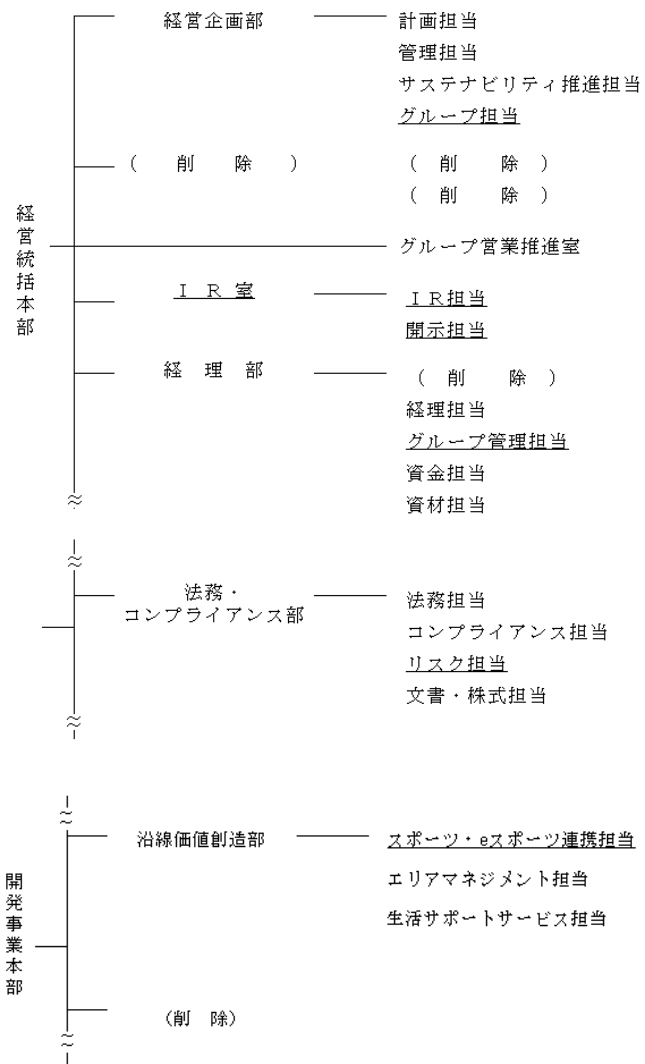 経営企画部 計画担当
管理担当
サステナビリティ推進担当
グループ担当
( 削 除 ) ( 削 除 )
( 削 除 )
経営統括本部
グループ営業推進室
ＩＲ室 ＩＲ担当
開示担当
経理部 ( 削 除 )
経理担当
グループ管理担当
資金担当
資材担当
法務・
コンプライアンス部
法務担当
コンプライアンス担当
リスク担当
文書・株式担当
沿線価値創造部 スポーツ・eスポーツ連携担当
エリアマネジメント担当
生活サポートサービス担当
開発事業本部
(削 除)